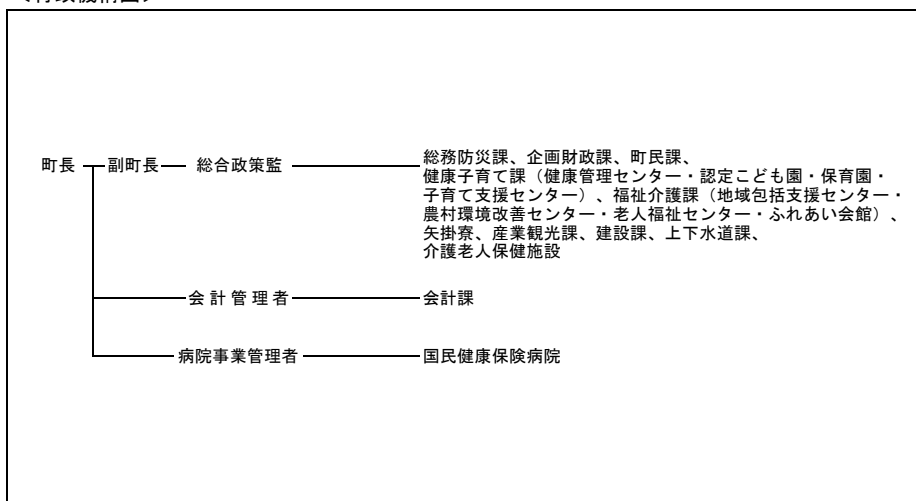 町長 副町長 総合政策監
総務防災課、企画財政課、町民課、
健康子育て課（健康管理センター・認定こども園・保育園・
子育て支援センター）、福祉介護課（地域包括支援センター・
農村環境改善センター・老人福祉センター・ふれあい会館）、
矢掛寮、産業観光課、建設課、上下水道課、
介護老人保健施設
会計管理者 会計課
病院事業管理者 国民健康保険病院